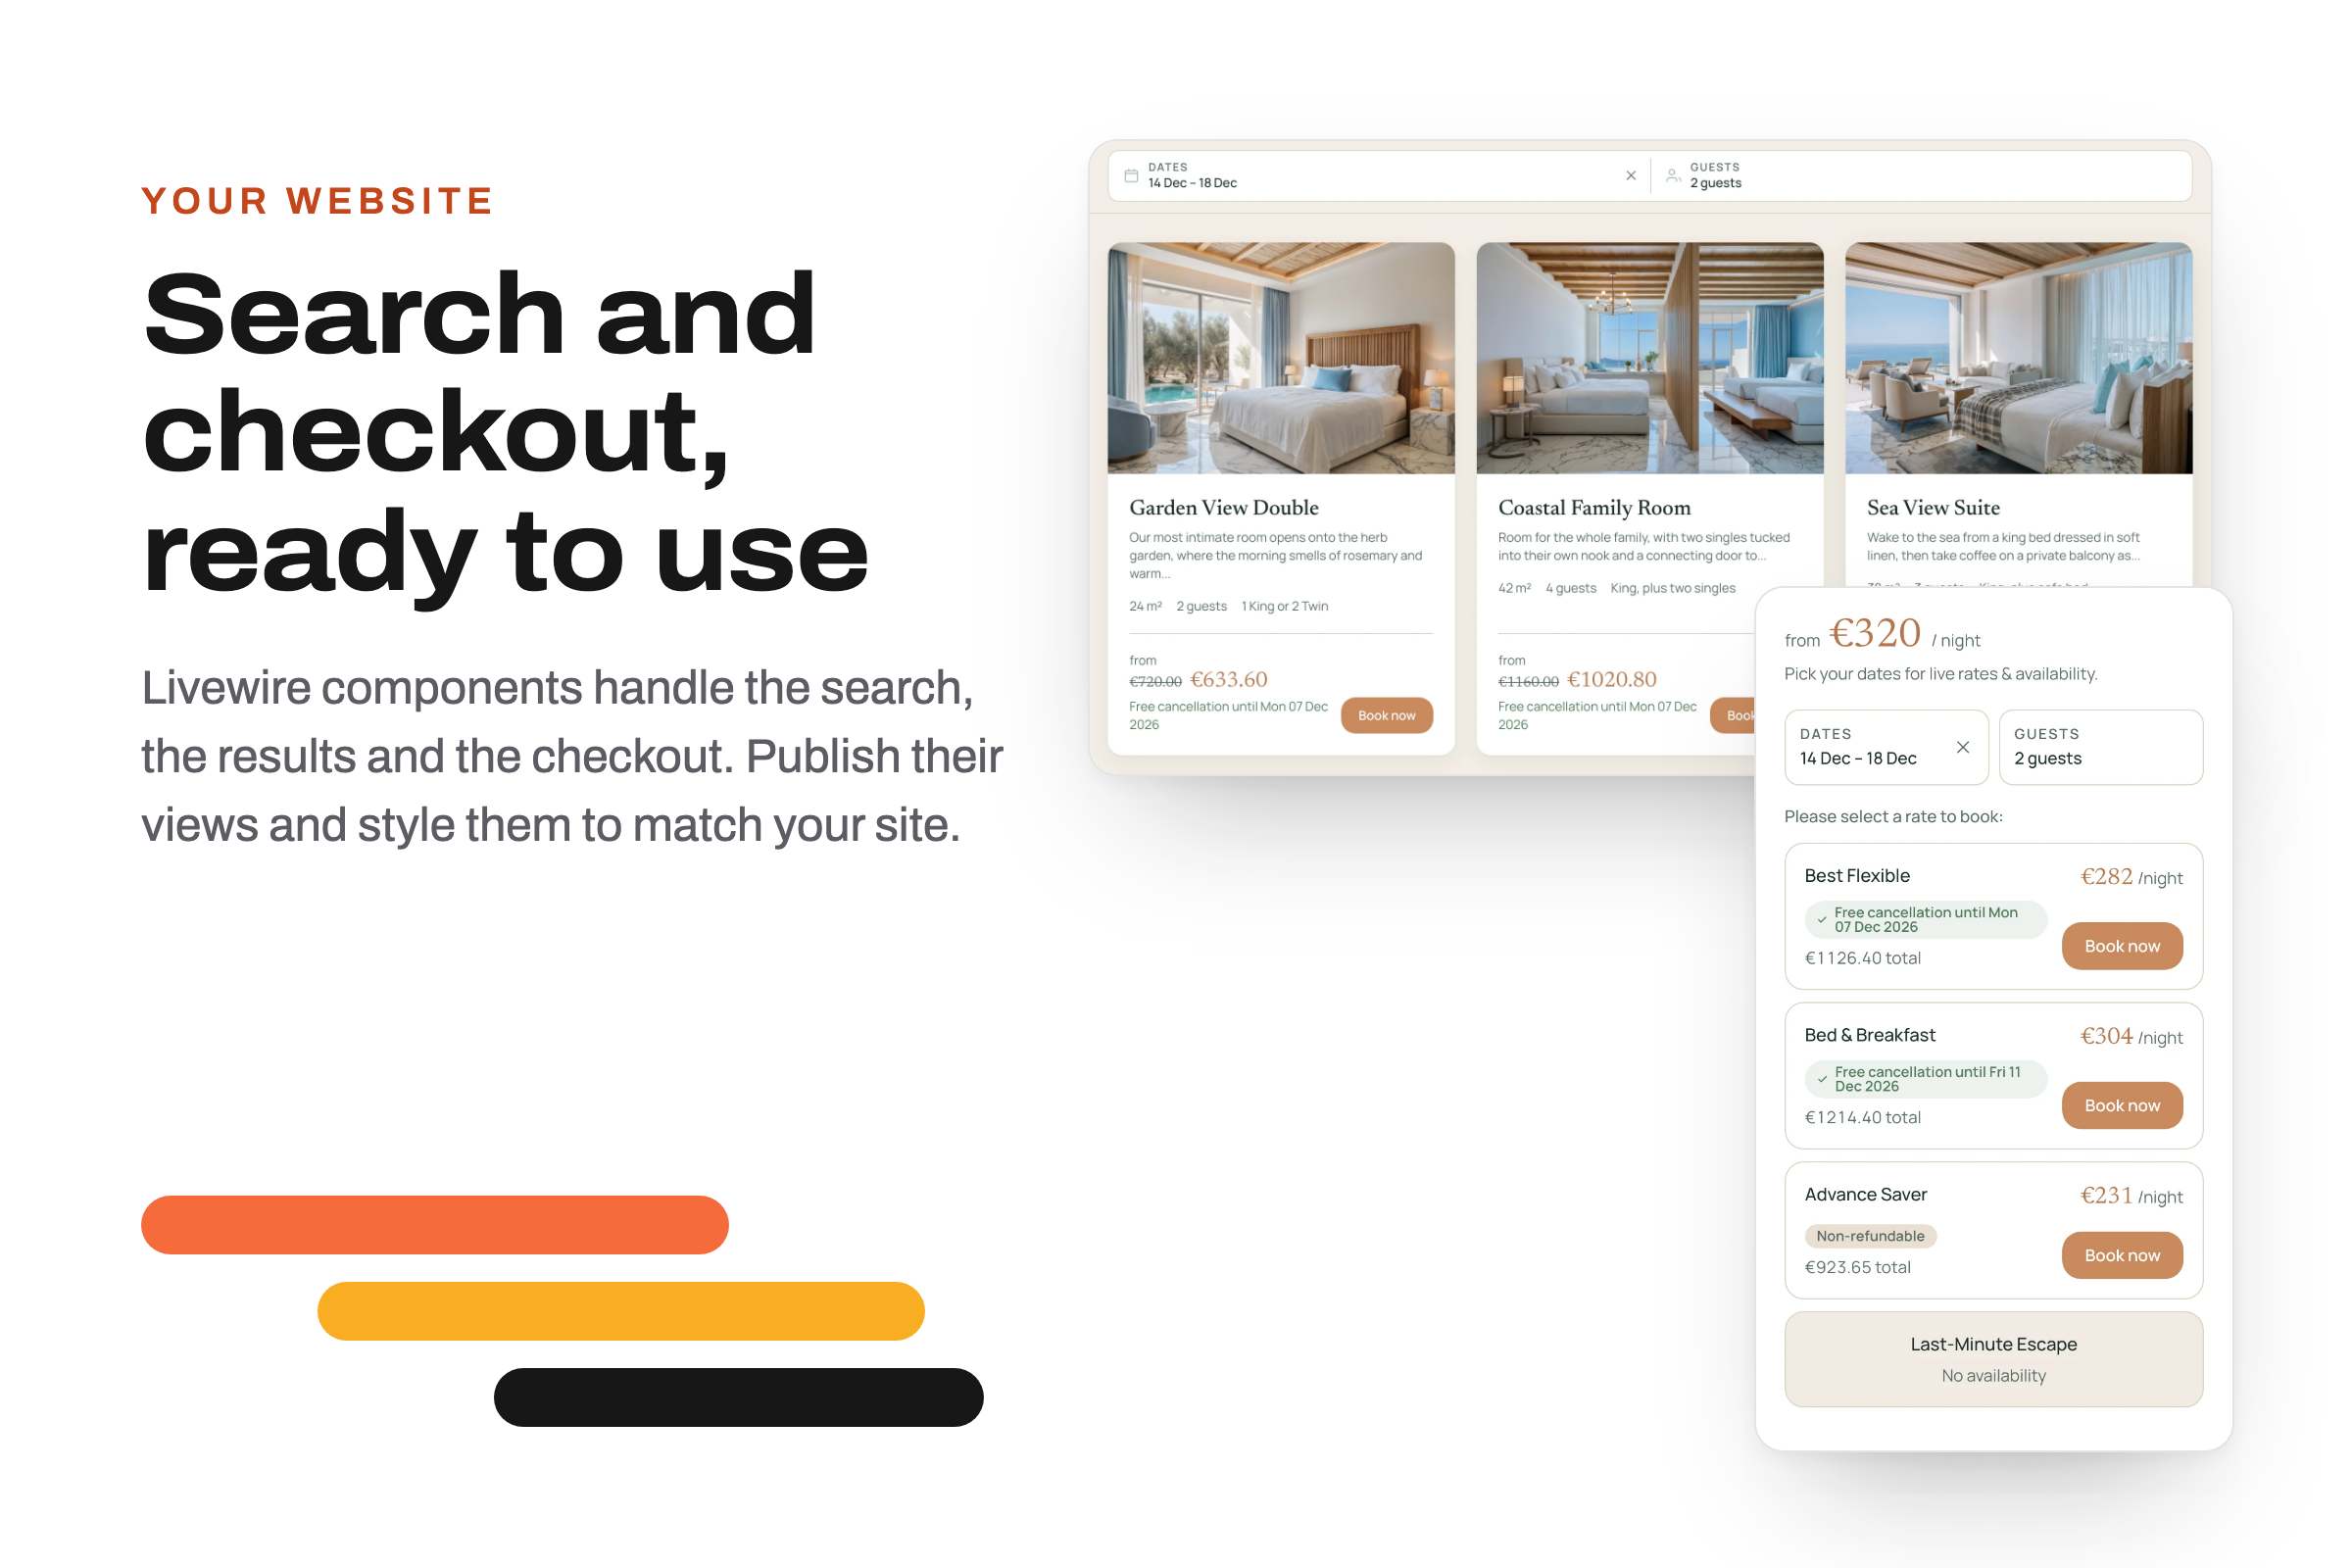 YOUR WEBSITE
Search and
checkout,
ready to use
Livewire components handle the search,
the results and the checkout. Publish their
views and style them to match your site.
DATES
14 Dec – 18 Dec
GUESTS
2 guests
Garden View Double
Our most intimate room opens onto the herb
garden, where the morning smells of rosemary and
warm...
24 m² 2 guests 1 King or 2 Twin
from
€720.00 €633.60
Free cancellation until Mon 07 Dec
2026
Book now
Coastal Family Room
Room for the whole family, with two singles tucked
into their own nook and a connecting door to...
42 m² 4 guests King, plus two singles
from
€1160.00 €1020.80
Free cancellation until Mon 07 Dec
2026
Sea View Suite
Wake to the sea from a king bed dressed in soft
linen, then take coffee on a private balcony as...
from €320 / night
Pick your dates for live rates & availability.
DATES
14 Dec – 18 Dec
GUESTS
2 guests
Please select a rate to book:
Best Flexible
€282 /night
Free cancellation until Mon
07 Dec 2026
€1126.40 total
Book now
Bed & Breakfast
€304 /night
Free cancellation until Fri 11
Dec 2026
€1214.40 total
Book now
Advance Saver
€231 /night
Non-refundable
€923.65 total
Book now
Last-Minute Escape
No availability